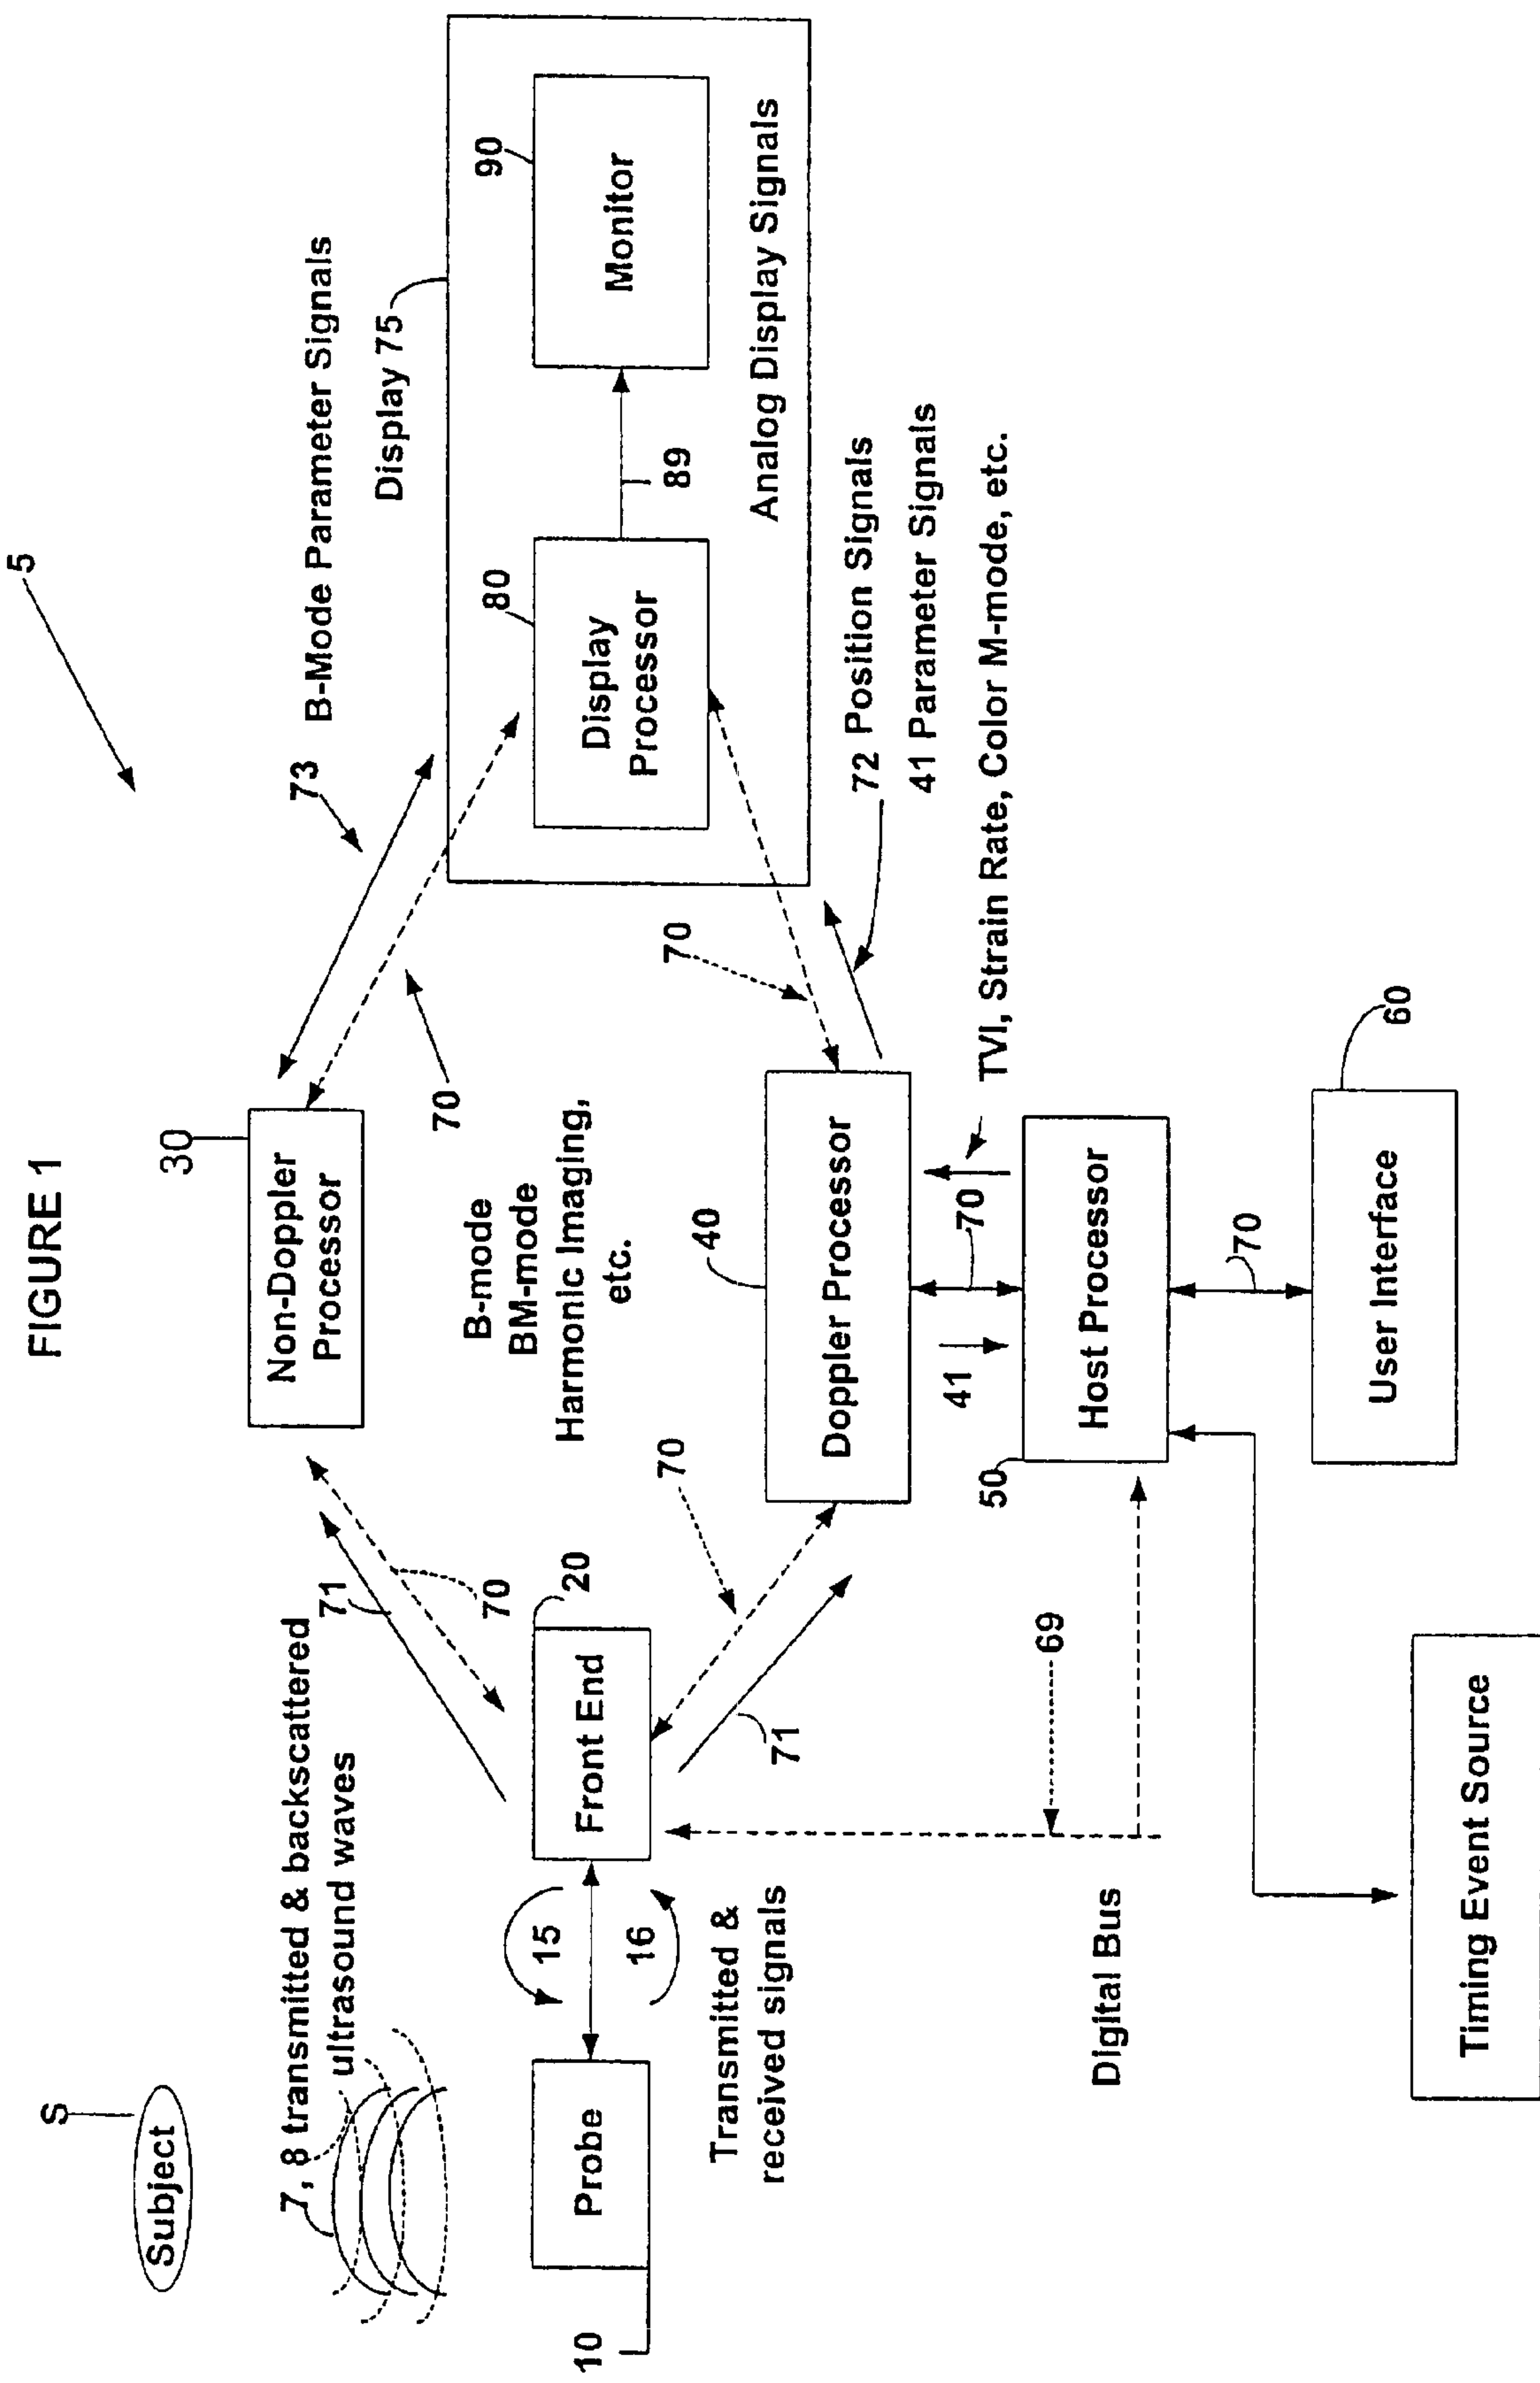 FIGURE 1
5
S
Subject
7, 8 transmitted & backscattered
ultrasound waves
71
70
30
Non-Doppler
Processor
70
73
B-Mode Parameter Signals
Display 75
B-mode
BM-mode
Harmonic Imaging,
etc.
10
Probe
15
16
Transmitted &
received signals
20
Front End
70
71
40
Doppler Processor
70
80
Display
Processor
89
90
Monitor
Analog Display Signals
72 Position Signals
41 Parameter Signals
TVI, Strain Rate, Color M-mode, etc.
41
70
69
Digital Bus
50
Host Processor
70
60
User Interface
Timing Event Source